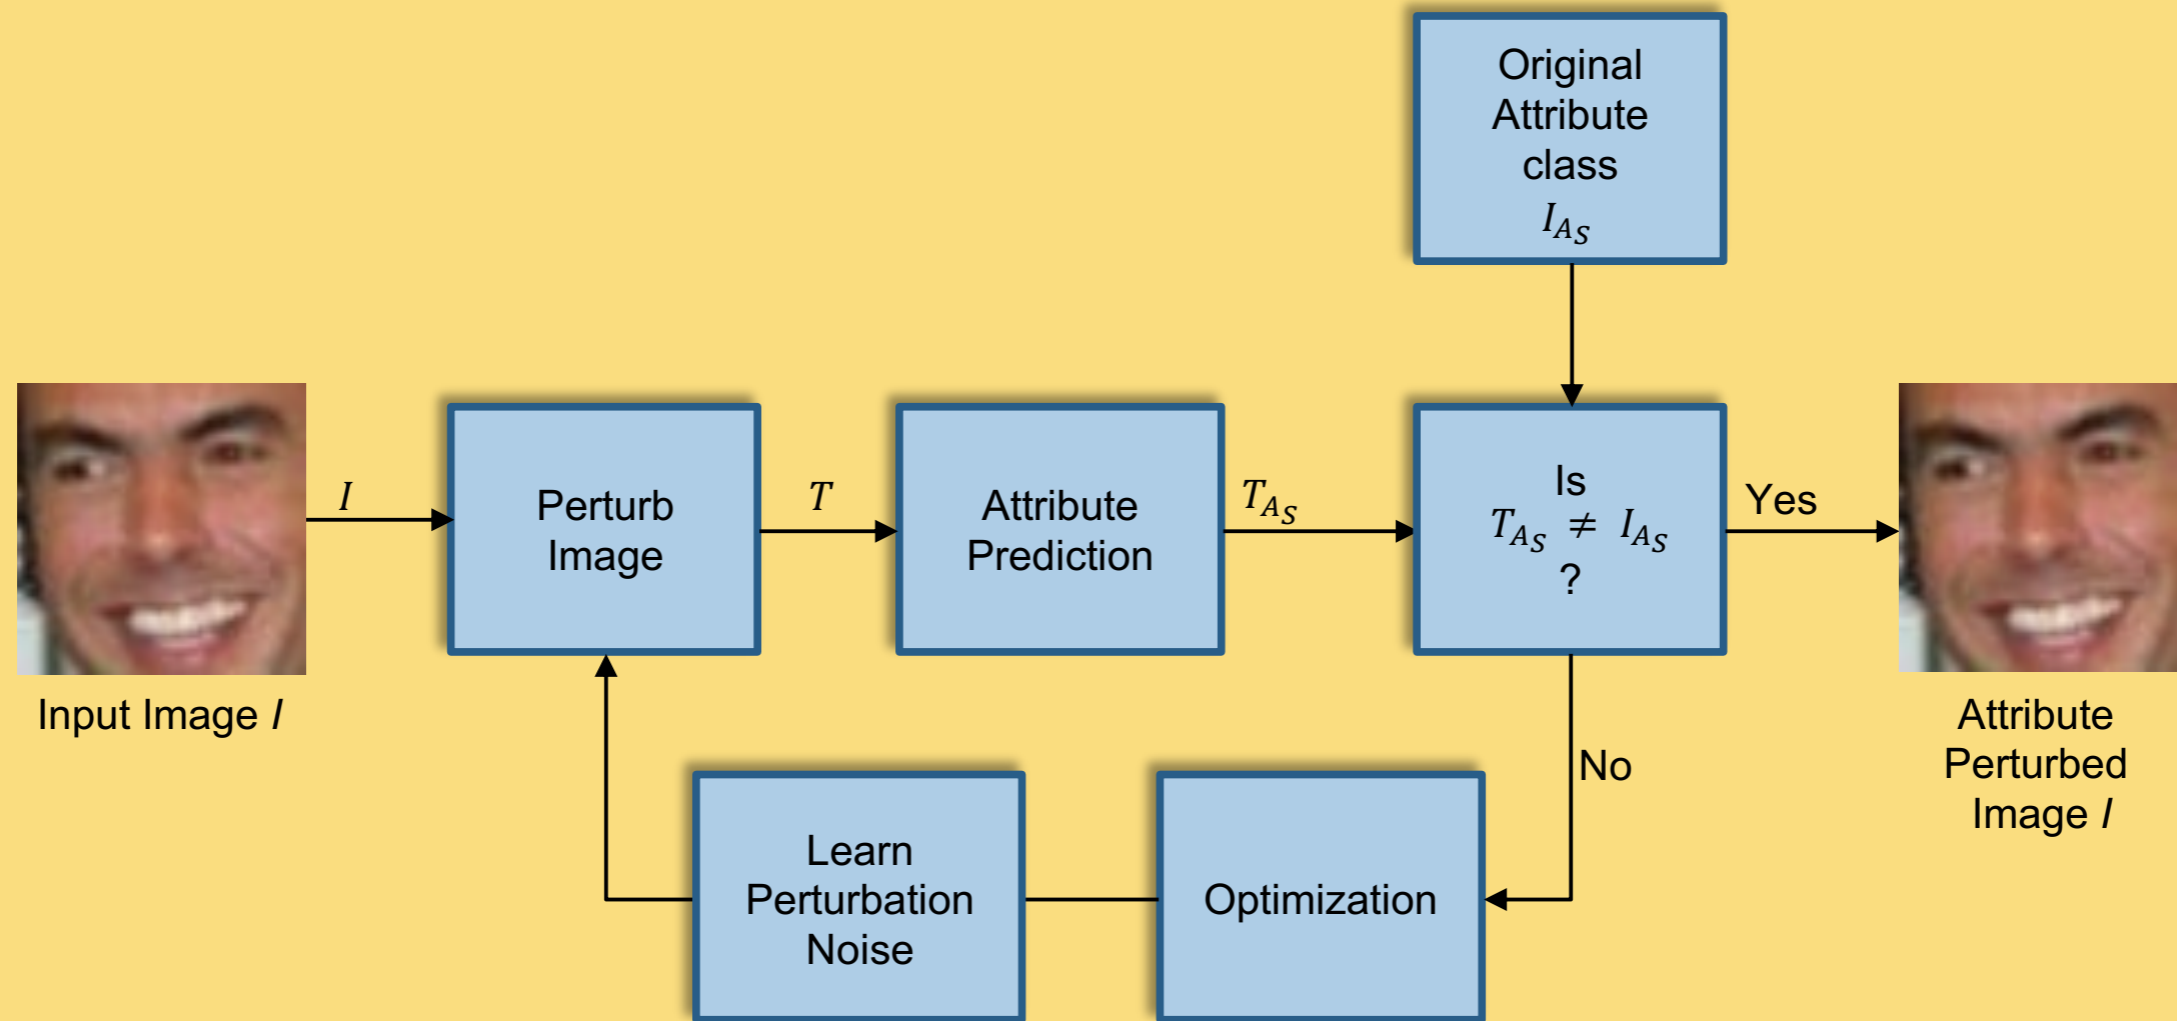 Original
Attribute
class
I_{A_S}
I
Perturb
Image
T
Attribute
Prediction
T_{A_S}
Is
T_{A_S} ≠ I_{A_S}
?
Yes
Input Image I
Attribute
Perturbed
Image I
No
Learn
Perturbation
Noise
Optimization